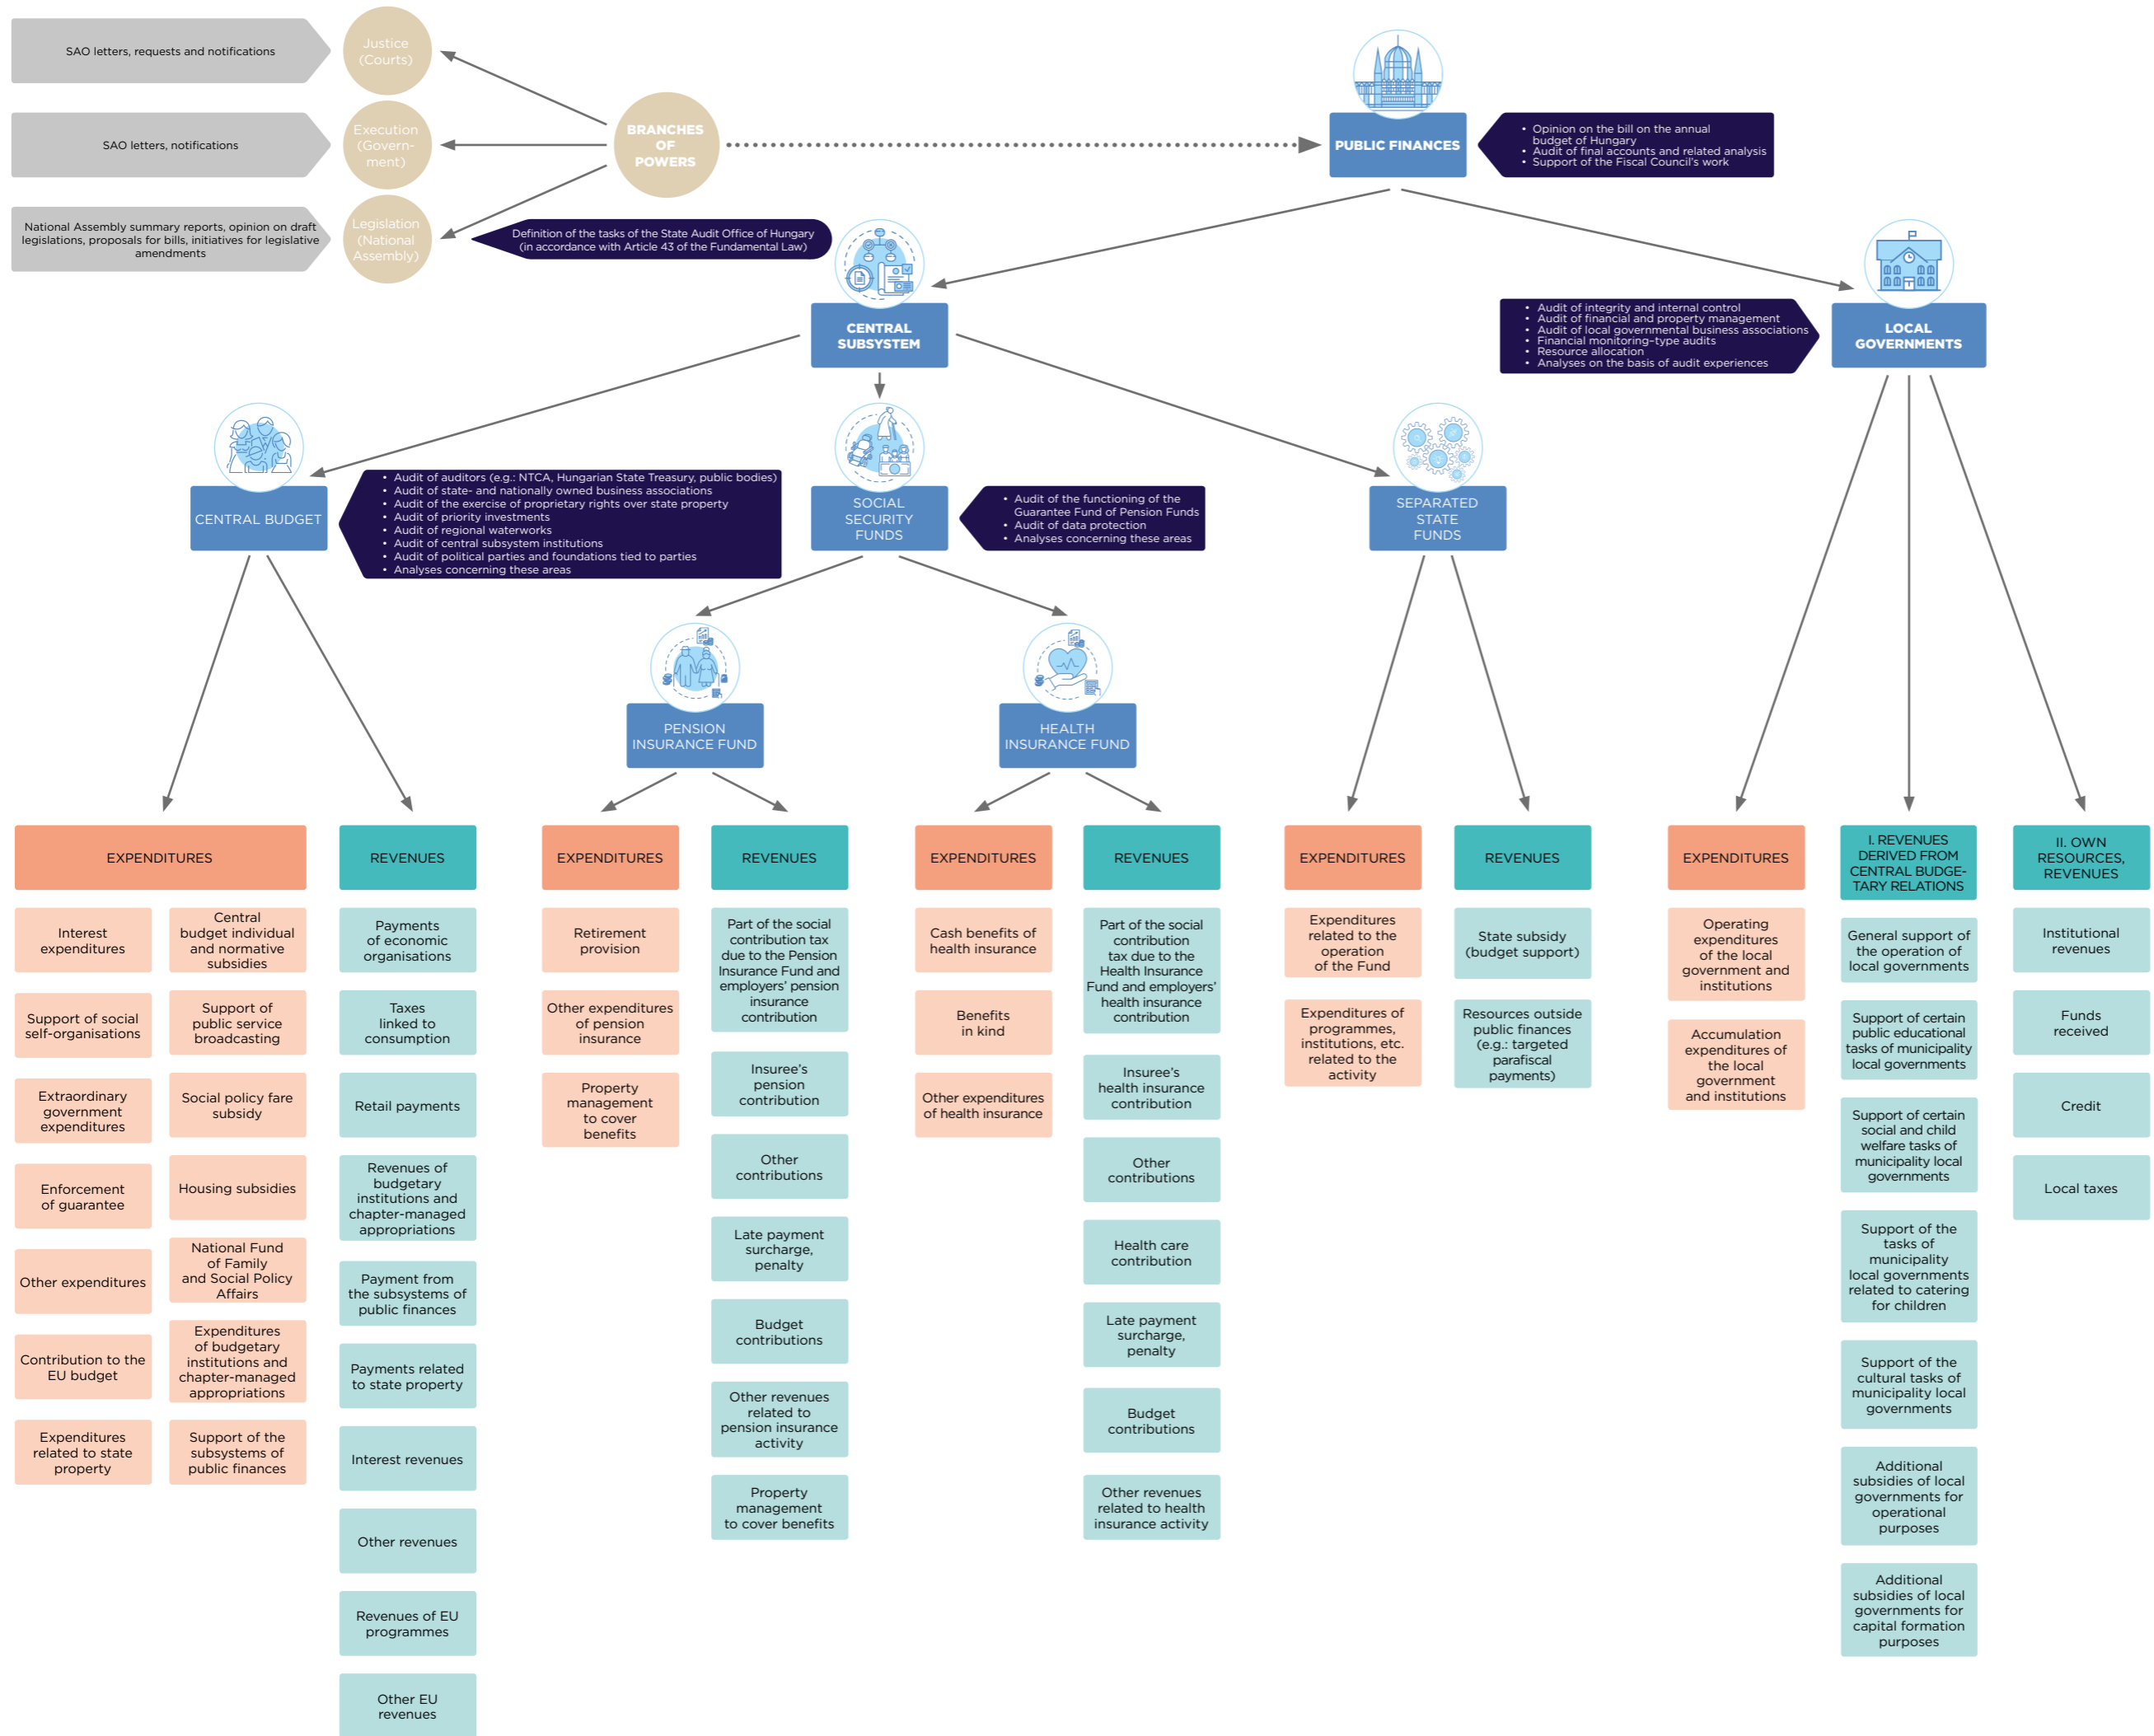 SAO letters, requests and notifications
Justice
(Courts)
SAO letters, notifications
Execution
(Govern-
ment)
National Assembly summary reports, opinion on draft
legislations, proposals for bills, initiatives for legislative
amendments
Legislation
(National
Assembly)
BRANCHES
OF
POWERS
Definition of the tasks of the State Audit Office of Hungary
(in accordance with Article 43 of the Fundamental Law)
PUBLIC FINANCES
• Opinion on the bill on the annual
budget of Hungary
• Audit of final accounts and related analysis
• Support of the Fiscal Council's work
CENTRAL
SUBSYSTEM
• Audit of integrity and internal control
• Audit of financial and property management
• Audit of local governmental business associations
• Financial monitoring–type audits
• Resource allocation
• Analyses on the basis of audit experiences
LOCAL
GOVERNMENTS
CENTRAL BUDGET
• Audit of auditors (e.g.: NTCA, Hungarian State Treasury, public bodies)
• Audit of state- and nationally owned business associations
• Audit of the exercise of proprietary rights over state property
• Audit of priority investments
• Audit of regional waterworks
• Audit of central subsystem institutions
• Audit of political parties and foundations tied to parties
• Analyses concerning these areas
SOCIAL
SECURITY
FUNDS
• Audit of the functioning of the
Guarantee Fund of Pension Funds
• Audit of data protection
• Analyses concerning these areas
SEPARATED
STATE
FUNDS
PENSION
INSURANCE FUND
HEALTH
INSURANCE FUND
EXPENDITURES
Interest
expenditures
Support of social
self-organisations
Extraordinary
government
expenditures
Enforcement
of guarantee
Other expenditures
Contribution to the
EU budget
Expenditures
related to state
property
Central
budget individual
and normative
subsidies
Support of
public service
broadcasting
Social policy fare
subsidy
Housing subsidies
National Fund
of Family
and Social Policy
Affairs
Expenditures
of budgetary
institutions and
chapter-managed
appropriations
Support of the
subsystems of
public finances
REVENUES
Payments
of economic
organisations
Taxes
linked to
consumption
Retail payments
Revenues of
budgetary
institutions and
chapter-managed
appropriations
Payment from
the subsystems of
public finances
Payments related
to state property
Interest revenues
Other revenues
Revenues of EU
programmes
Other EU
revenues
EXPENDITURES
Retirement
provision
Other expenditures
of pension
insurance
Property
management
to cover
benefits
REVENUES
Part of the social
contribution tax
due to the Pension
Insurance Fund and
employers' pension
insurance
contribution
Insuree's
pension
contribution
Other
contributions
Late payment
surcharge,
penalty
Budget
contributions
Other revenues
related to
pension insurance
activity
Property
management
to cover benefits
EXPENDITURES
Cash benefits of
health insurance
Benefits
in kind
Other expenditures
of health insurance
REVENUES
Part of the social
contribution
tax due to the
Health Insurance
Fund and employers'
health insurance
contribution
Insuree's
health insurance
contribution
Other
contributions
Health care
contribution
Late payment
surcharge,
penalty
Budget
contributions
Other revenues
related to health
insurance activity
EXPENDITURES
Expenditures
related to the
operation
of the Fund
Expenditures of
programmes,
institutions, etc.
related to the
activity
REVENUES
State subsidy
(budget support)
Resources outside
public finances
(e.g.: targeted
parafiscal
payments)
EXPENDITURES
Operating
expenditures
of the local
government and
institutions
Accumulation
expenditures of
the local
government
and institutions
I. REVENUES
DERIVED FROM
CENTRAL BUDGE-
TARY RELATIONS
General support of
the operation of
local governments
Support of certain
public educational
tasks of municipality
local governments
Support of certain
social and child
welfare tasks of
municipality local
governments
Support of the
tasks of
municipality
local governments
related to catering
for children
Support of the
cultural tasks of
municipality local
governments
Additional
subsidies of local
governments for
operational
purposes
Additional
subsidies of local
governments for
capital formation
purposes
II. OWN
RESOURCES,
REVENUES
Institutional
revenues
Funds
received
Credit
Local taxes